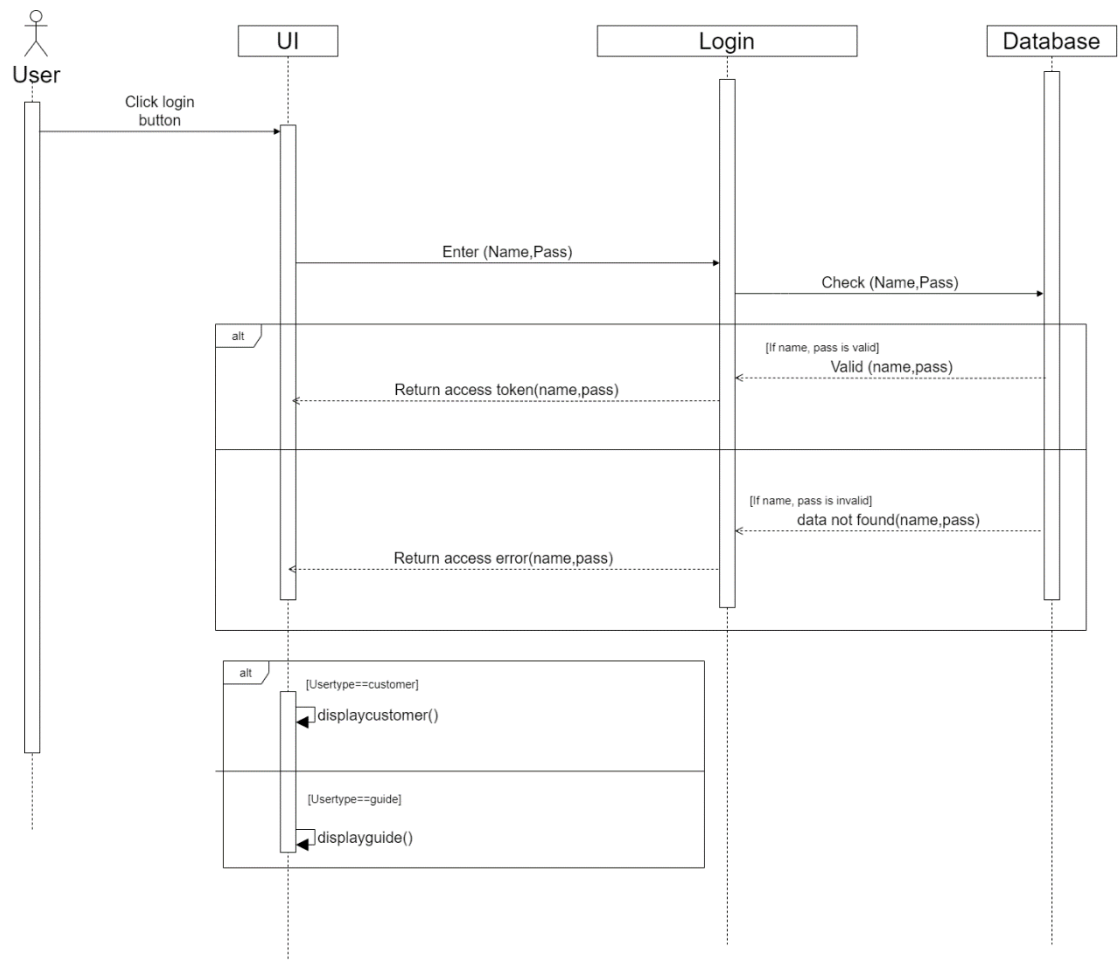 User
UI
Login
Database
Click login
button
Enter (Name,Pass)
Check (Name,Pass)
alt
[If name, pass is valid]
Valid (name,pass)
Return access token(name,pass)
[If name, pass is invalid]
data not found(name,pass)
Return access error(name,pass)
alt
[Usertype==customer]
displaycustomer()
[Usertype==guide]
displayguide()